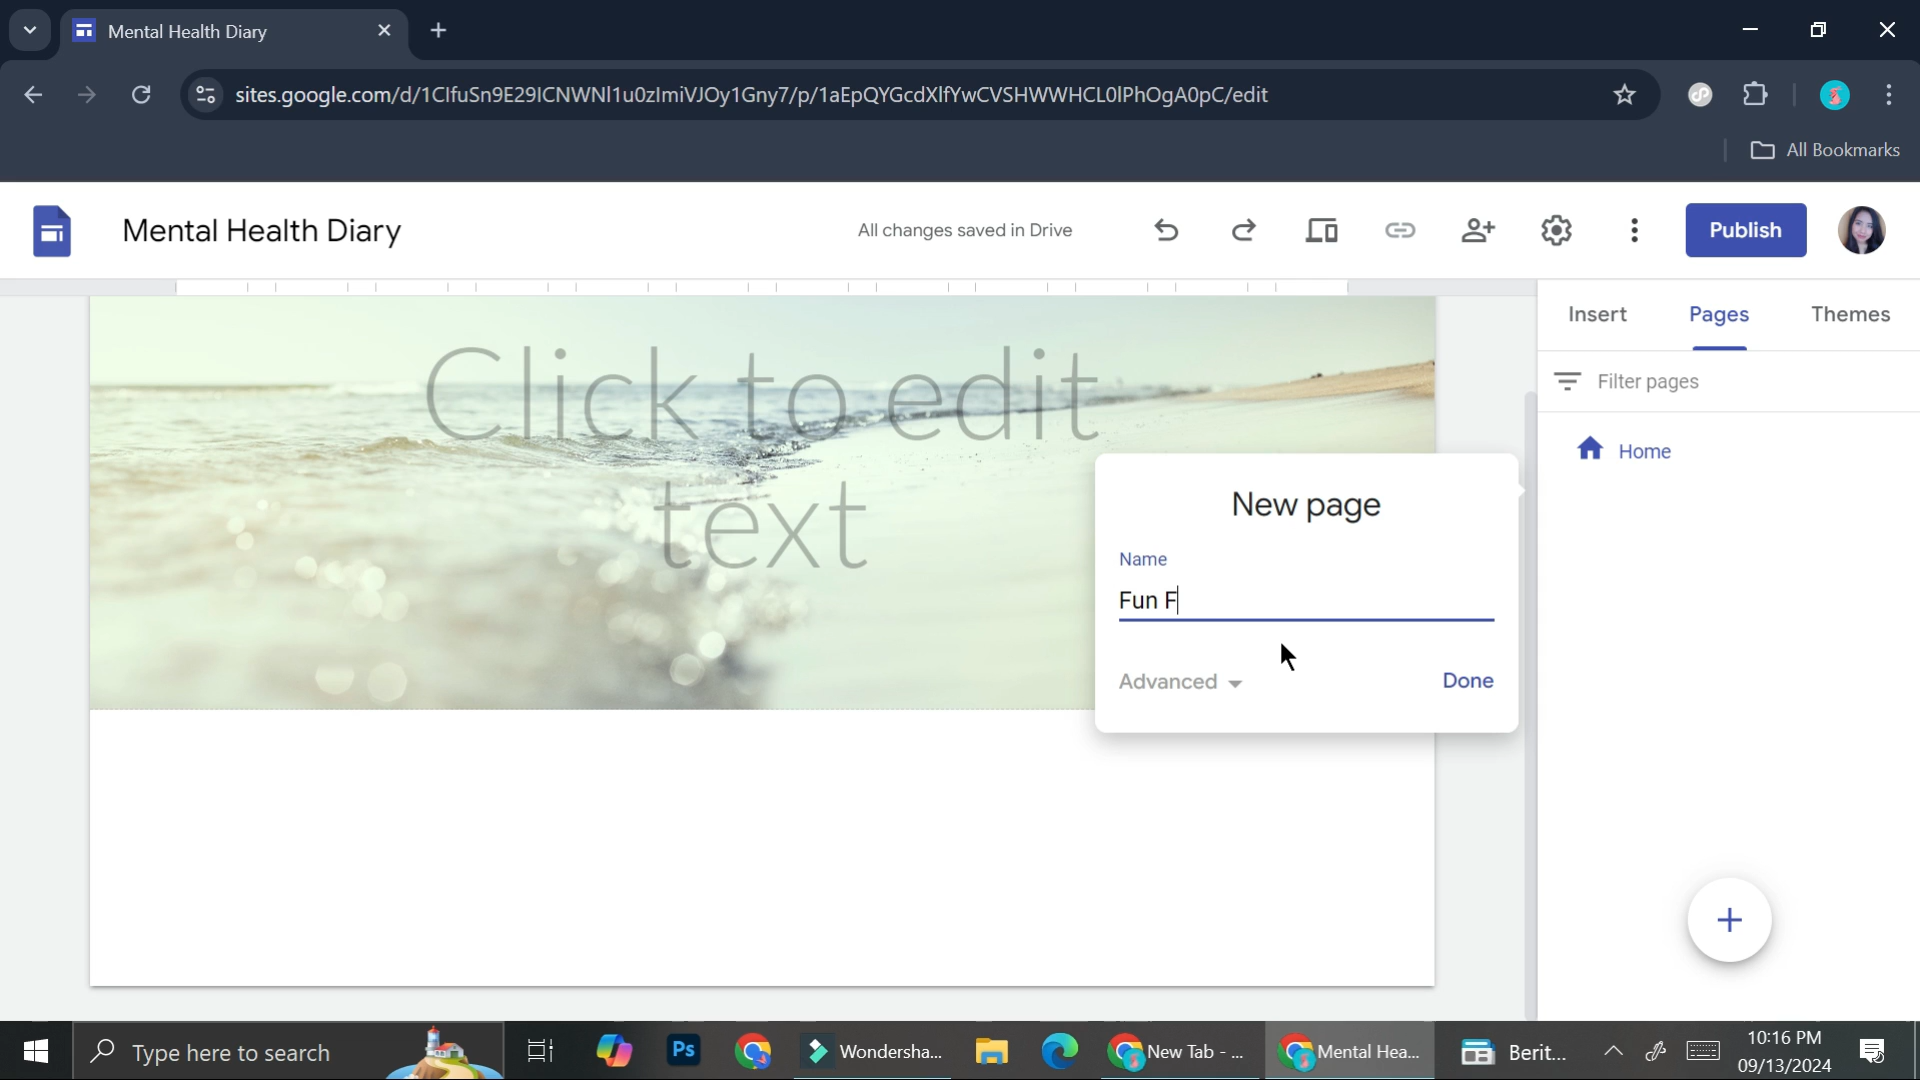 Mental Health Diary
sites.google.com/d/1ClfuSn9E29ICNWNl1u0zlmiVJOy1Gny7/p/1aEpQYGcdXlfYwCVSHWWHCL0lPhOgA0pC/edit
All Bookmarks
Mental Health Diary
All changes saved in Drive
Publish
Insert Pages Themes
Filter pages
Home
Click to edit
text
New page
Name
Fun F
Advanced
Done
Type here to search
Ps
Wondersha...
New Tab - ...
Mental Hea...
Berit...
10:16 PM
09/13/2024